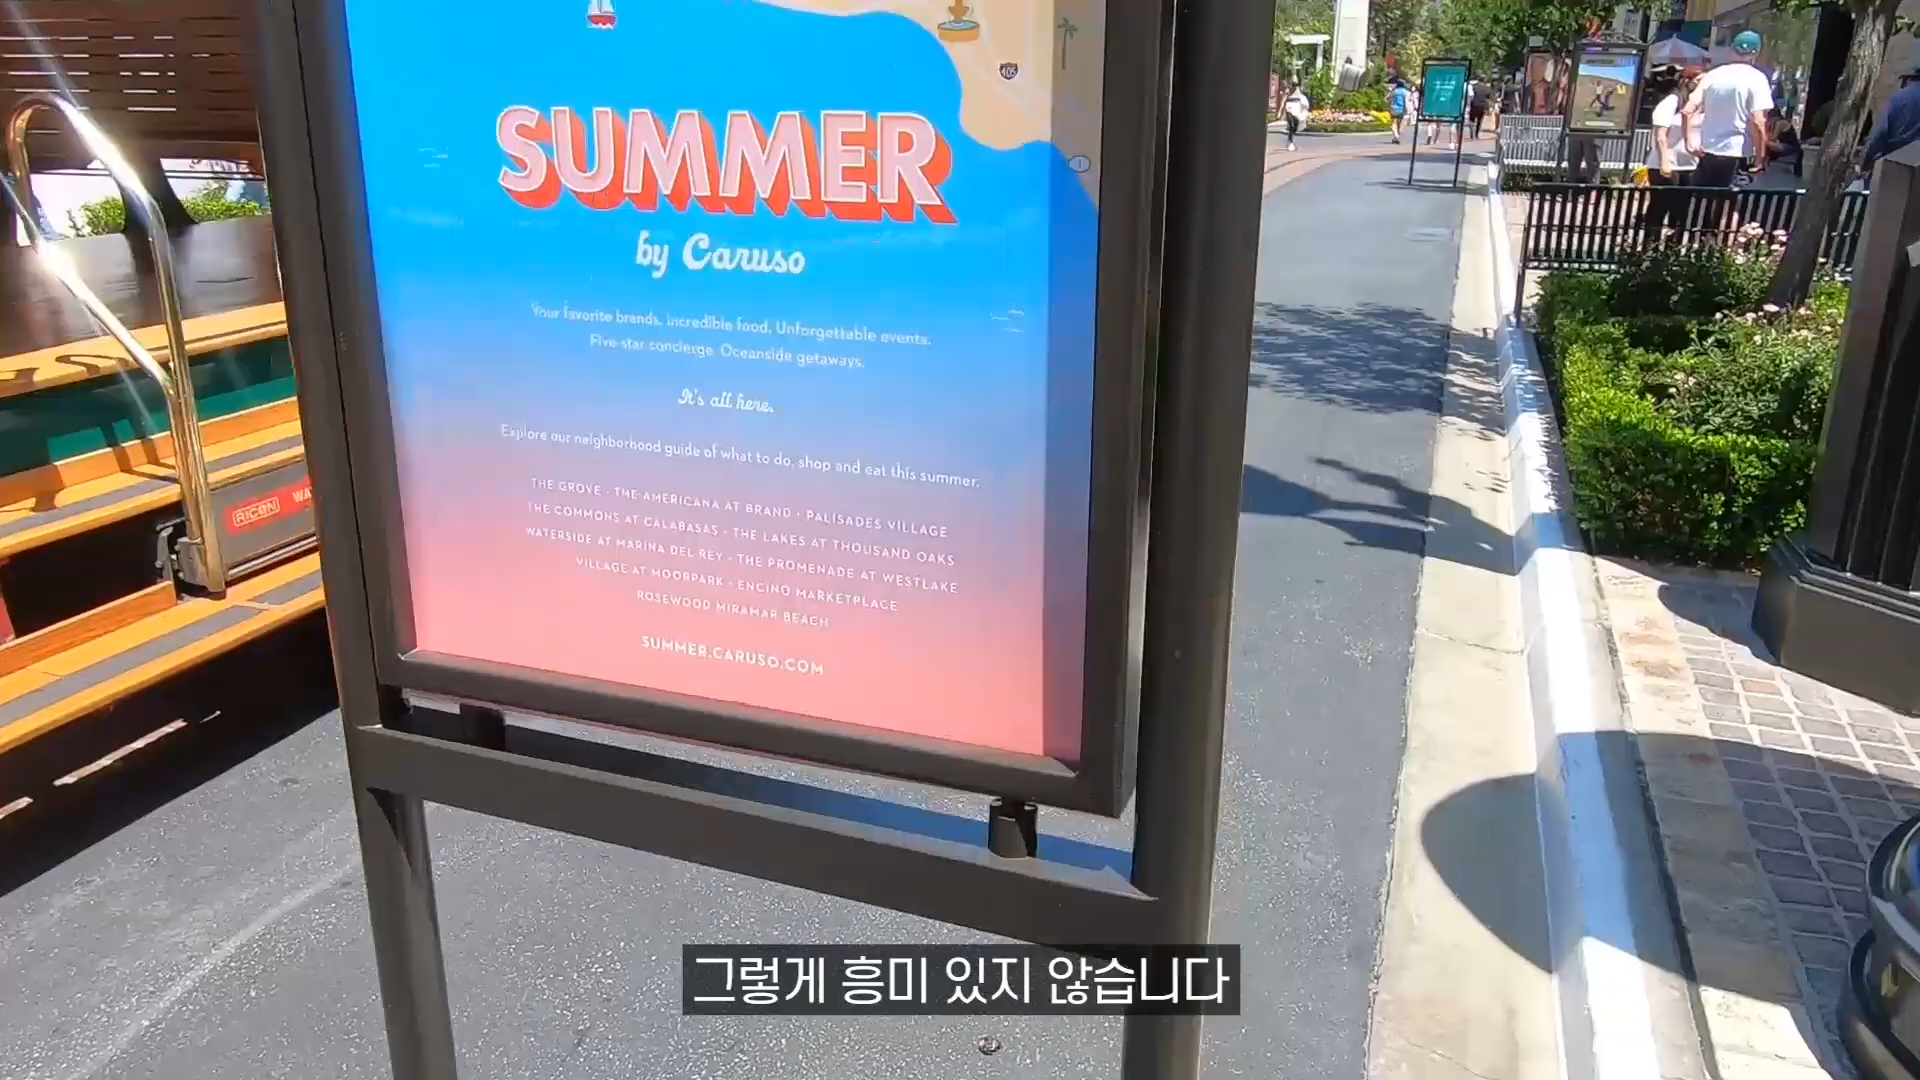 405
1
SUMMER
by Caruso
Your favorite brands. Incredible food. Unforgettable events.
Five-star concierge. Oceanside getaways.
It's all here.
Explore our neighborhood guide of what to do, shop and eat this summer:
THE GROVE • THE AMERICANA AT BRAND • PALISADES VILLAGE
THE COMMONS AT CALABASAS • THE LAKES AT THOUSAND OAKS
WATERSIDE AT MARINA DEL REY • THE PROMENADE AT WESTLAKE
VILLAGE AT MOORPARK • ENCINO MARKETPLACE
ROSEWOOD MIRAMAR BEACH
SUMMER.CARUSO.COM
RICON
그렇게 흥미 있지 않습니다